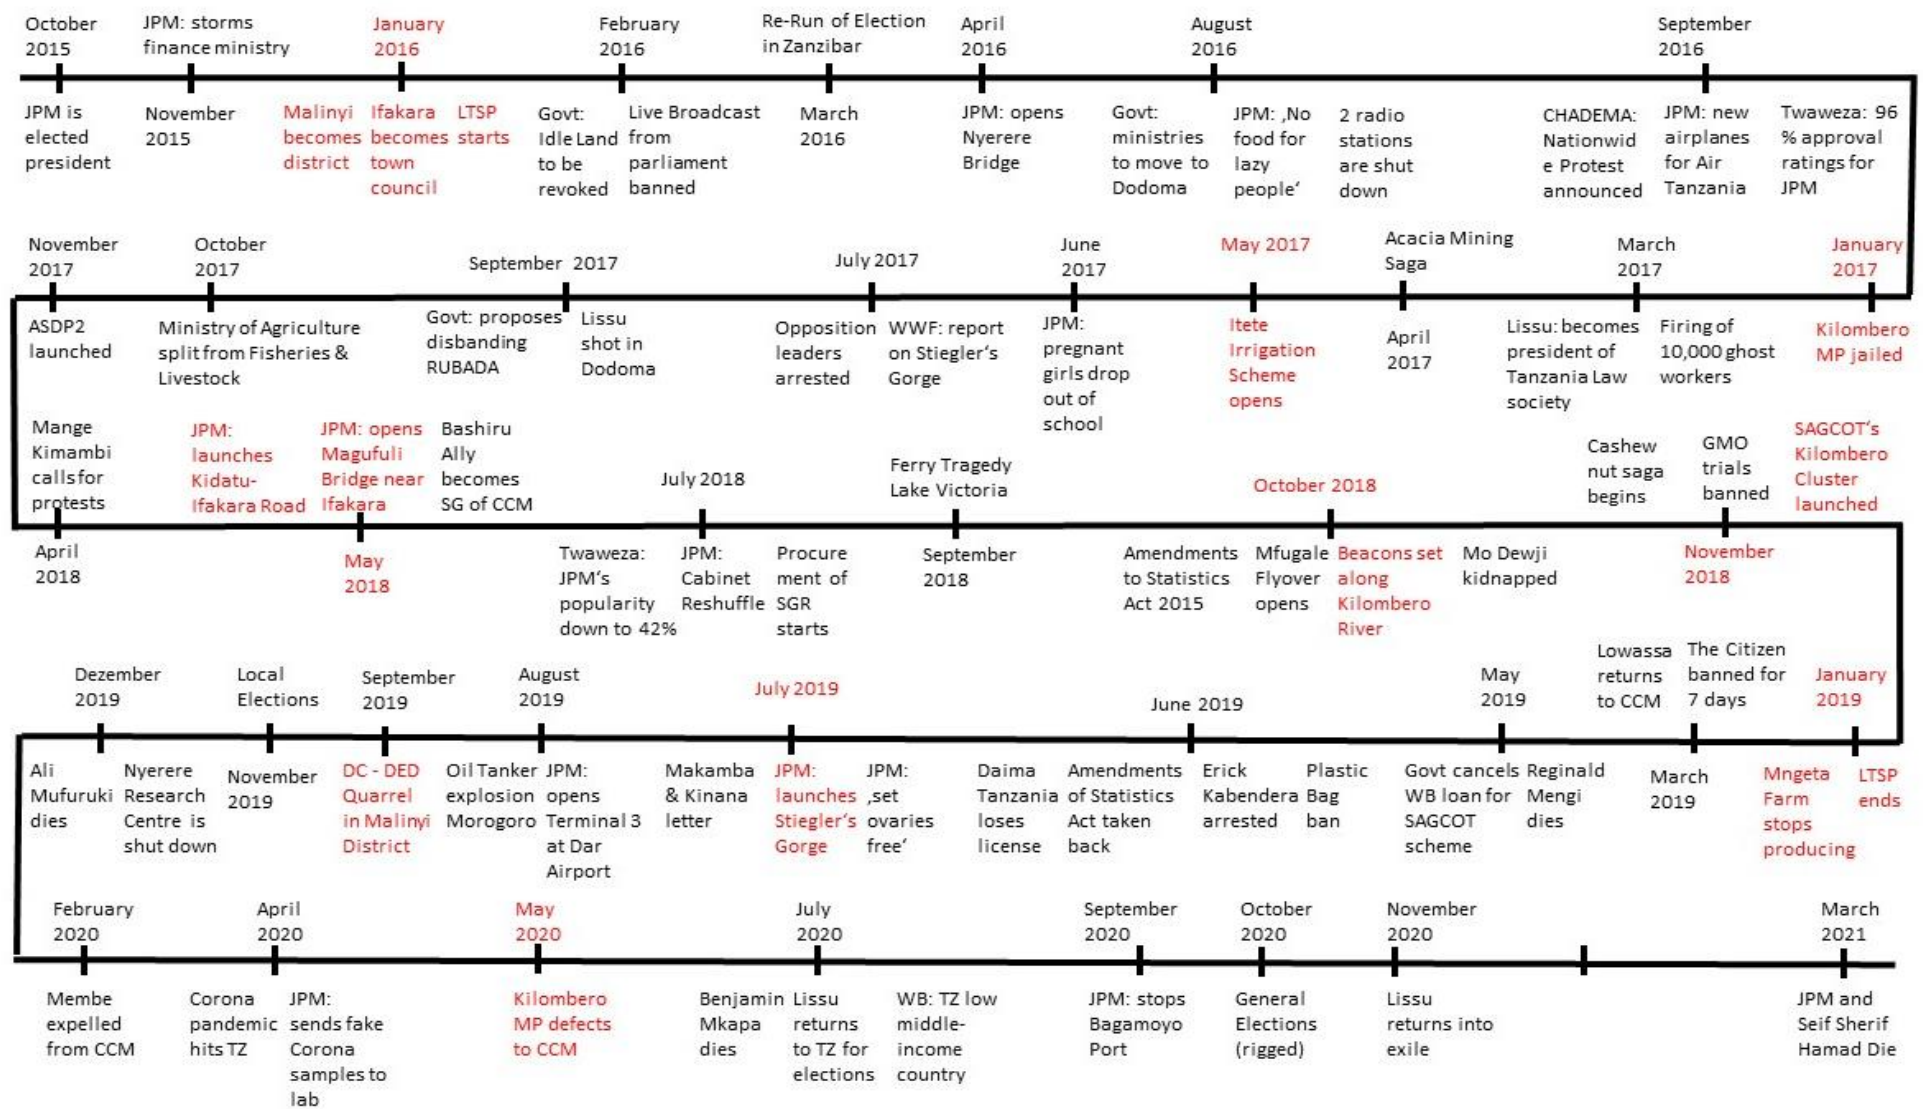 October
2015
JPM: storms
finance ministry
January
2016
February
2016
Re-Run of Election
in Zanzibar
April
2016
August
2016
September
2016
JPM is
elected
president
November
2015
Malinyi
becomes
district
Ifakara
becomes
town
council
LTSP
starts
Govt:
Idle Land
to be
revoked
Live Broadcast
from
parliament
banned
March
2016
JPM: opens
Nyerere
Bridge
Govt:
ministries
to move to
Dodoma
JPM: ‚No
food for
lazy
people‘
2 radio
stations
are shut
down
CHADEMA:
Nationwid
e Protest
announced
JPM: new
airplanes
for Air
Tanzania
Twaweza: 96
% approval
ratings for
JPM
November
2017
October
2017
September 2017
July 2017
June
2017
May 2017
Acacia Mining
Saga
March
2017
January
2017
ASDP2
launched
Ministry of Agriculture
split from Fisheries &
Livestock
Govt: proposes
disbanding
RUBADA
Lissu
shot in
Dodoma
Opposition
leaders
arrested
WWF: report
on Stiegler‘s
Gorge
JPM:
pregnant
girls drop
out of
school
Itete
Irrigation
Scheme
opens
April
2017
Lissu: becomes
president of
Tanzania Law
society
Firing of
10,000 ghost
workers
Kilombero
MP jailed
Mange
Kimambi
calls for
protests
JPM:
launches
Kidatu-
Ifakara Road
JPM: opens
Magufuli
Bridge near
Ifakara
Bashiru
Ally
becomes
SG of CCM
July 2018
Ferry Tragedy
Lake Victoria
October 2018
Cashew
nut saga
begins
GMO
trials
banned
SAGCOT‘s
Kilombero
Cluster
launched
April
2018
May
2018
Twaweza:
JPM‘s
popularity
down to 42%
JPM:
Cabinet
Reshuffle
Procure
ment of
SGR
starts
September
2018
Amendments
to Statistics
Act 2015
Mfugale
Flyover
opens
Beacons set
along
Kilombero
River
Mo Dewji
kidnapped
November
2018
Dezember
2019
Local
Elections
September
2019
August
2019
July 2019
June 2019
May
2019
Lowassa
returns
to CCM
The Citizen
banned for
7 days
January
2019
Ali
Mufuruki
dies
Nyerere
Research
Centre is
shut down
November
2019
DC - DED
Quarrel
in Malinyi
District
Oil Tanker
explosion
Morogoro
JPM:
opens
Terminal 3
at Dar
Airport
Makamba
& Kinana
letter
JPM:
launches
Stiegler‘s
Gorge
JPM:
‚set
ovaries
free‘
Daima
Tanzania
loses
license
Amendments
of Statistics
Act taken
back
Erick
Kabendera
arrested
Plastic
Bag
ban
Govt cancels
WB loan for
SAGCOT
scheme
Reginald
Mengi
dies
March
2019
Mngeta
Farm
stops
producing
LTSP
ends
February
2020
April
2020
May
2020
July
2020
September
2020
October
2020
November
2020
March
2021
Membe
expelled
from CCM
Corona
pandemic
hits TZ
JPM:
sends fake
Corona
samples to
lab
Kilombero
MP defects
to CCM
Benjamin
Mkapa
dies
Lissu
returns
to TZ for
elections
WB: TZ low
middle-
income
country
JPM: stops
Bagamoyo
Port
General
Elections
(rigged)
Lissu
returns into
exile
JPM and
Seif Sherif
Hamad Die